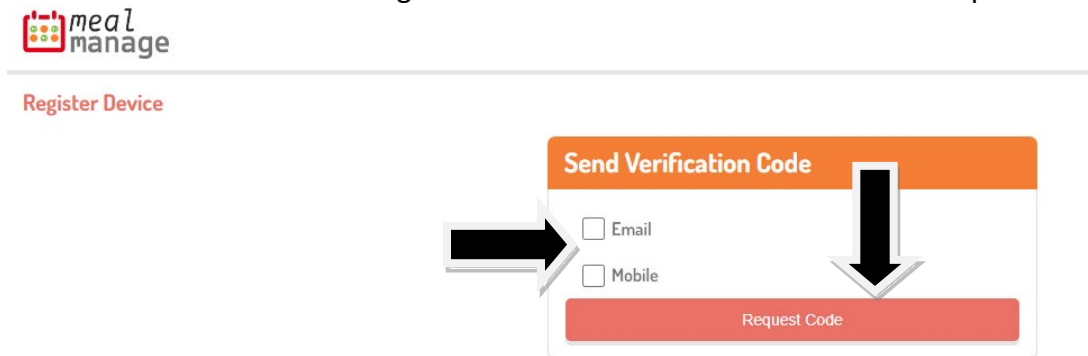 meal
manage
Register Device
Send Verification Code
Email
Mobile
Request Code